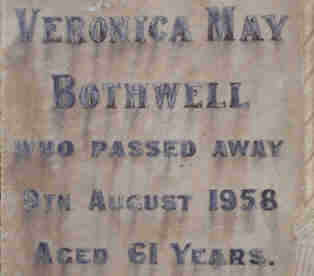 VERONICA MAY
BOTHWELL
WHO PASSED AWAY
9TH AUGUST 1958
AGED 61 YEARS.